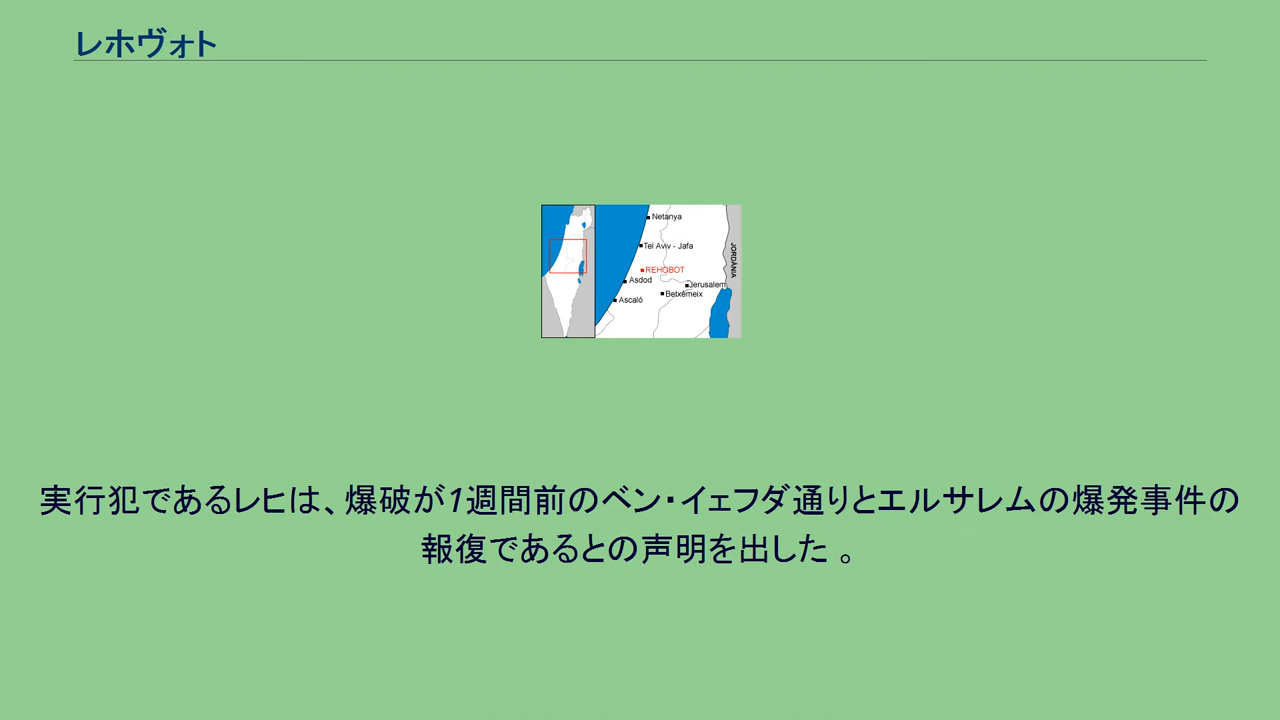 レホヴォト
Netanya
Tel Aviv - Jafa
JORDÀNIA
REHOBOT
Asdod
Jerusalem
Betxémeix
Ascaló
実行犯であるレヒは、爆破が1週間前のベン・イェフダ通りとエルサレムの爆発事件の
報復であるとの声明を出した 。